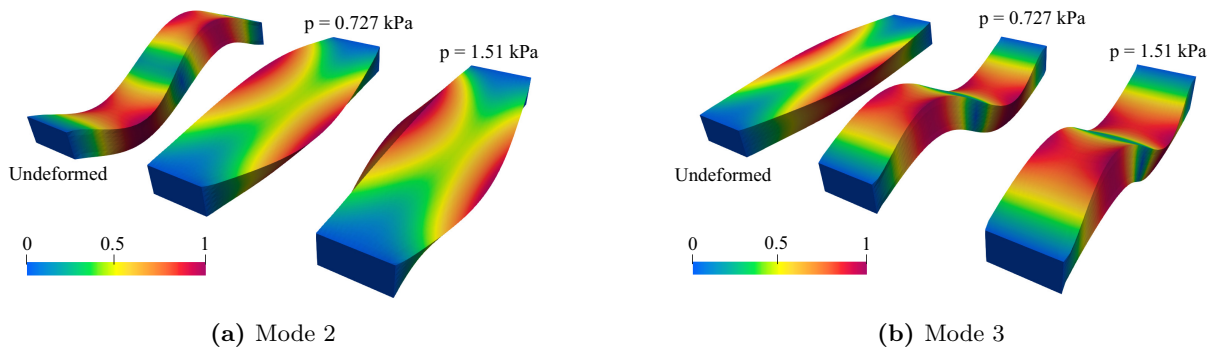 p = 0.727 kPa
p = 1.51 kPa
Undeformed
0 0.5 1
(a) Mode 2
p = 0.727 kPa
p = 1.51 kPa
Undeformed
0 0.5 1
(b) Mode 3